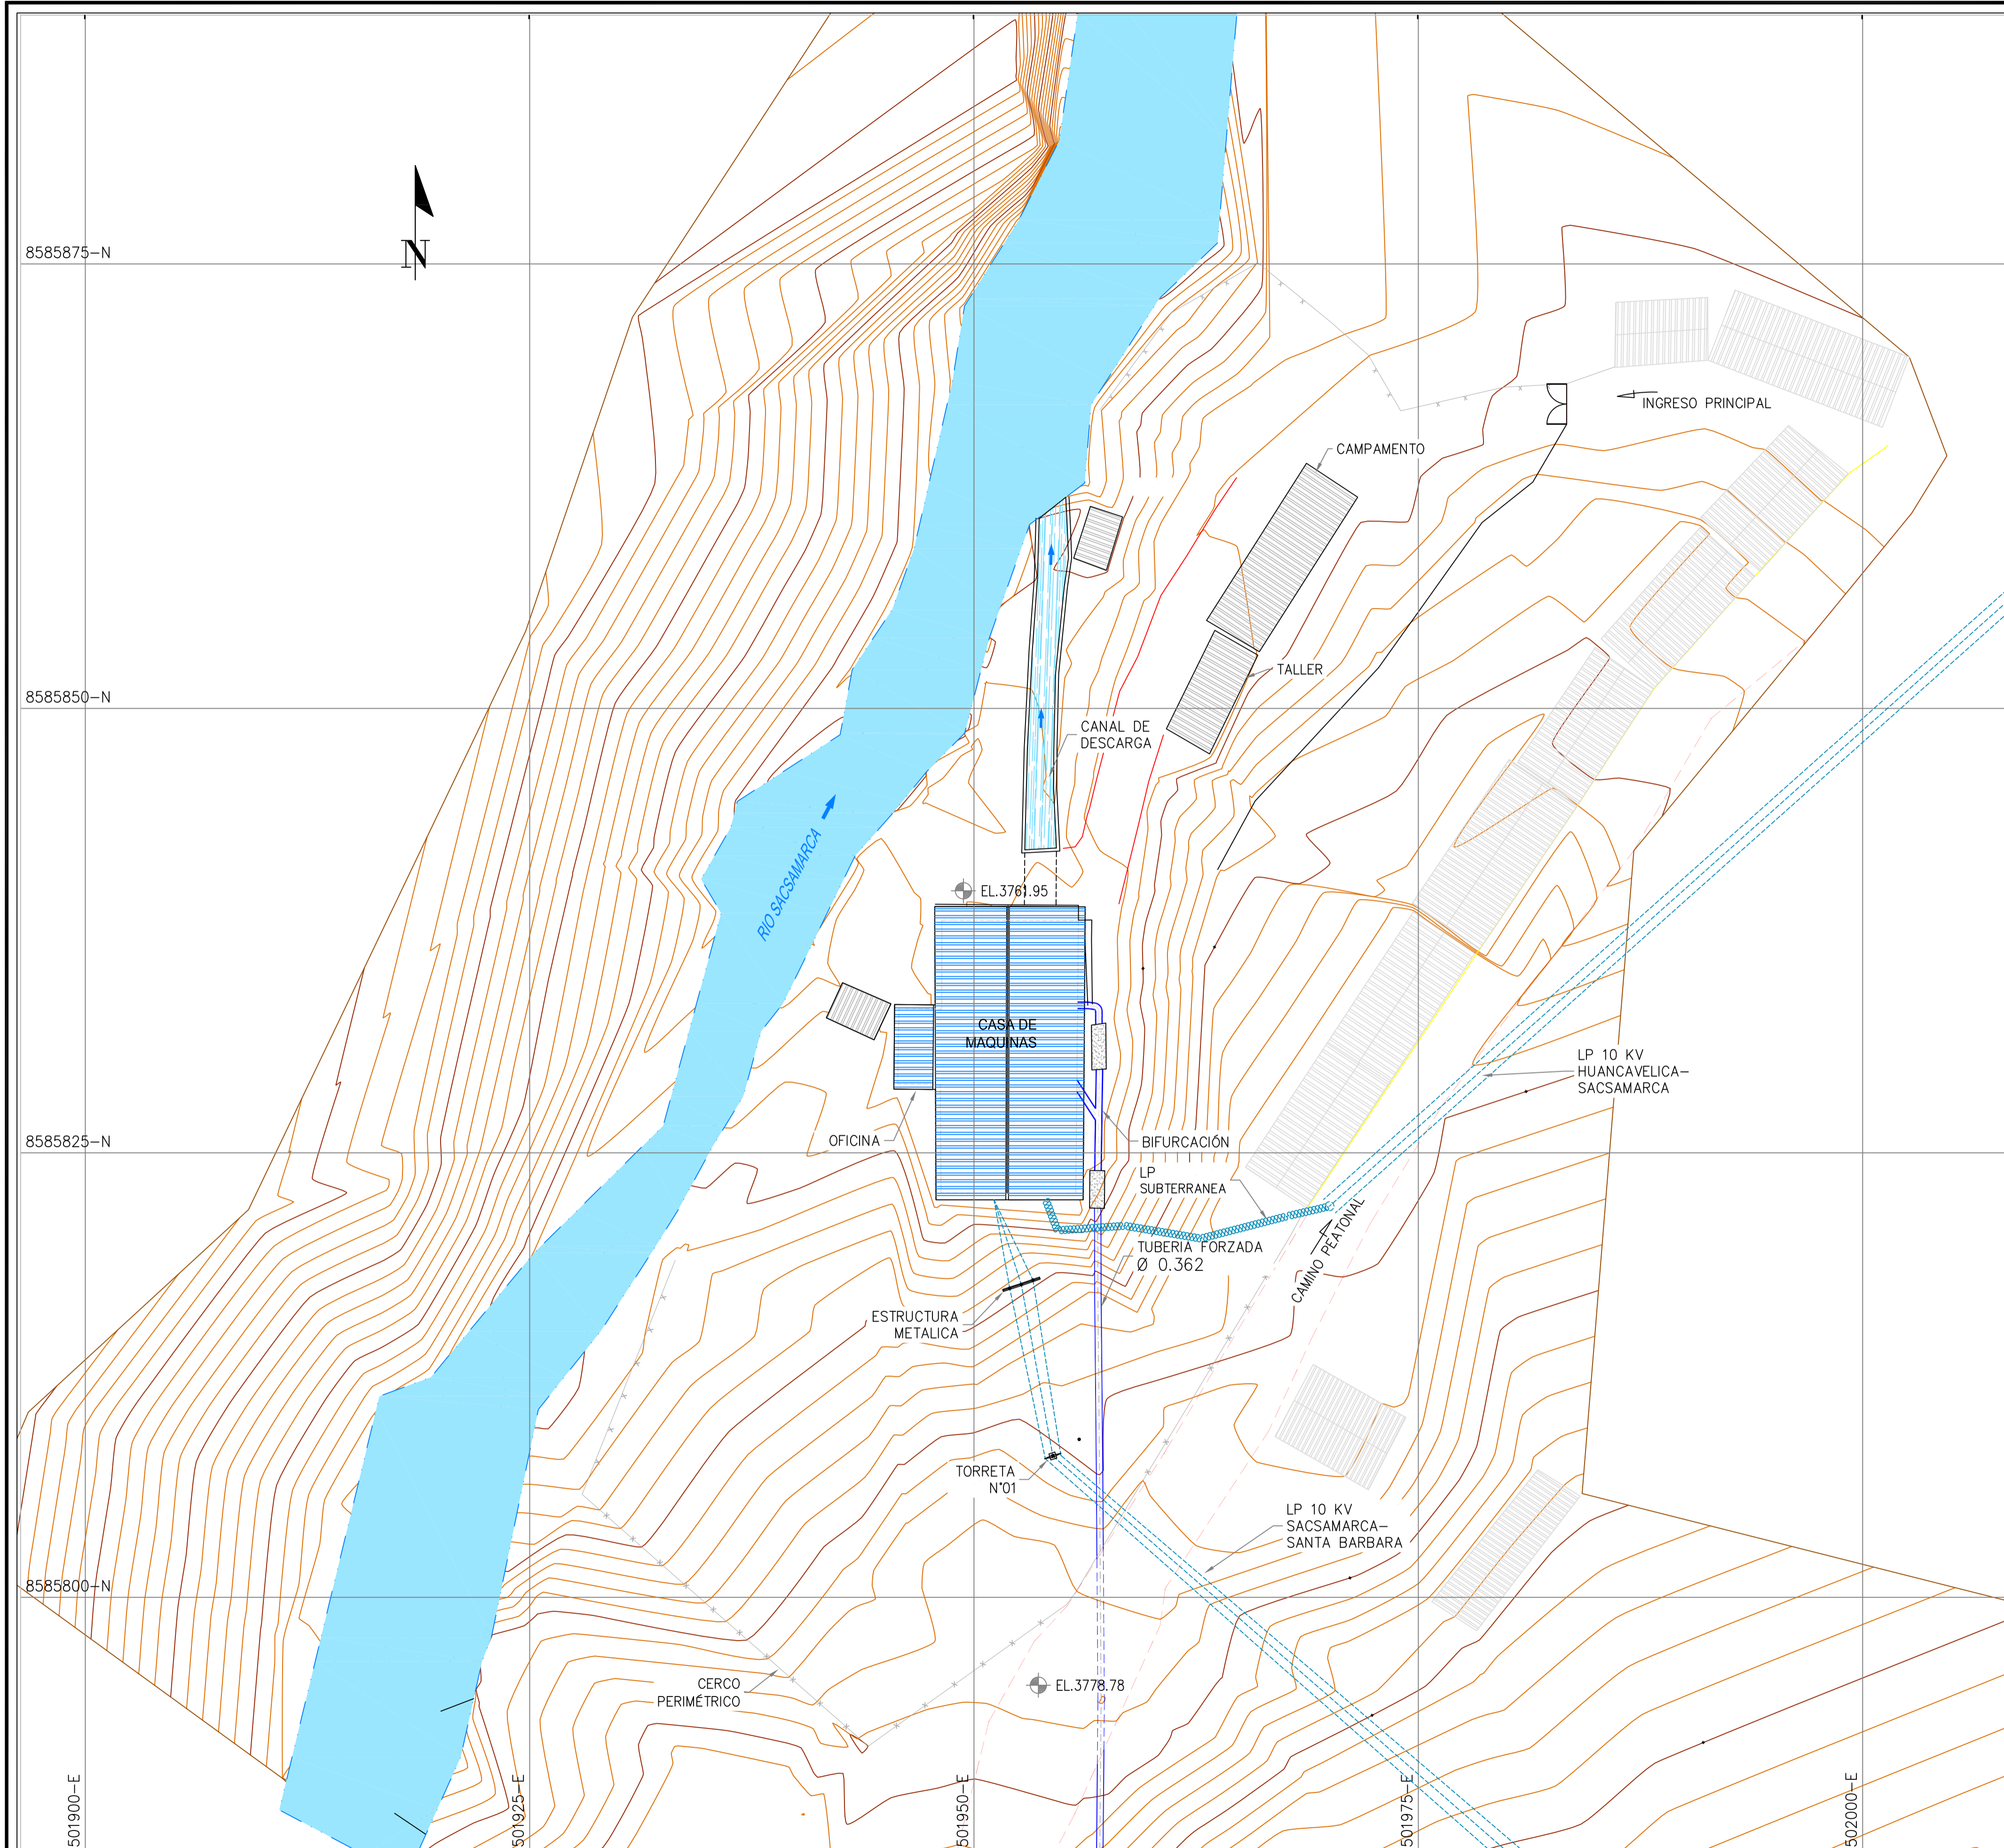 N
8585875-N
INGRESO PRINCIPAL
CAMPAMENTO
8585850-N
TALLER
CANAL DE
DESCARGA
RIO SACSAMARCA
EL.3761.95
CASA DE
MAQUINAS
LP 10 KV
HUANCAVELICA-
SACSAMARCA
8585825-N
OFICINA
BIFURCACIÓN
LP
SUBTERRANEA
CAMINO PEATONAL
TUBERIA FORZADA
Ø 0.362
ESTRUCTURA
METALICA
TORRETA
N°01
LP 10 KV
SACSAMARCA-
SANTA BARBARA
8585800-N
CERCO
PERIMÉTRICO
EL.3778.78
501900-E
501925-E
501950-E
501975-E
502000-E